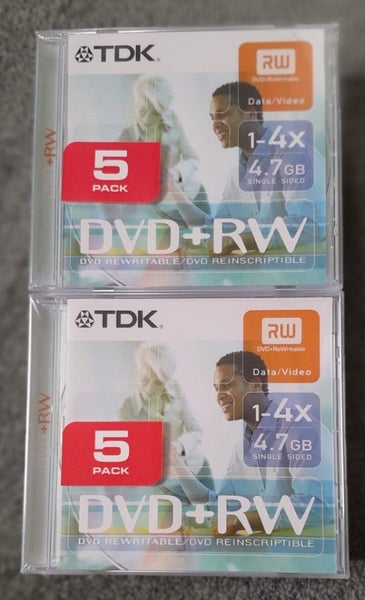 TDK
RW
DVD+ReWritable
Data/Video
+RW
1-4X
4.7GB
SINGLE SIDED
5
PACK
DVD+RW
DVD REWRITABLE/DVD REINSCRIPTIBLE
TDK
RW
DVD+ReWritable
Data/Video
+RW
1-4X
4.7GB
SINGLE SIDED
5
PACK
DVD+RW
DVD REWRITABLE/DVD REINSCRIPTIBLE